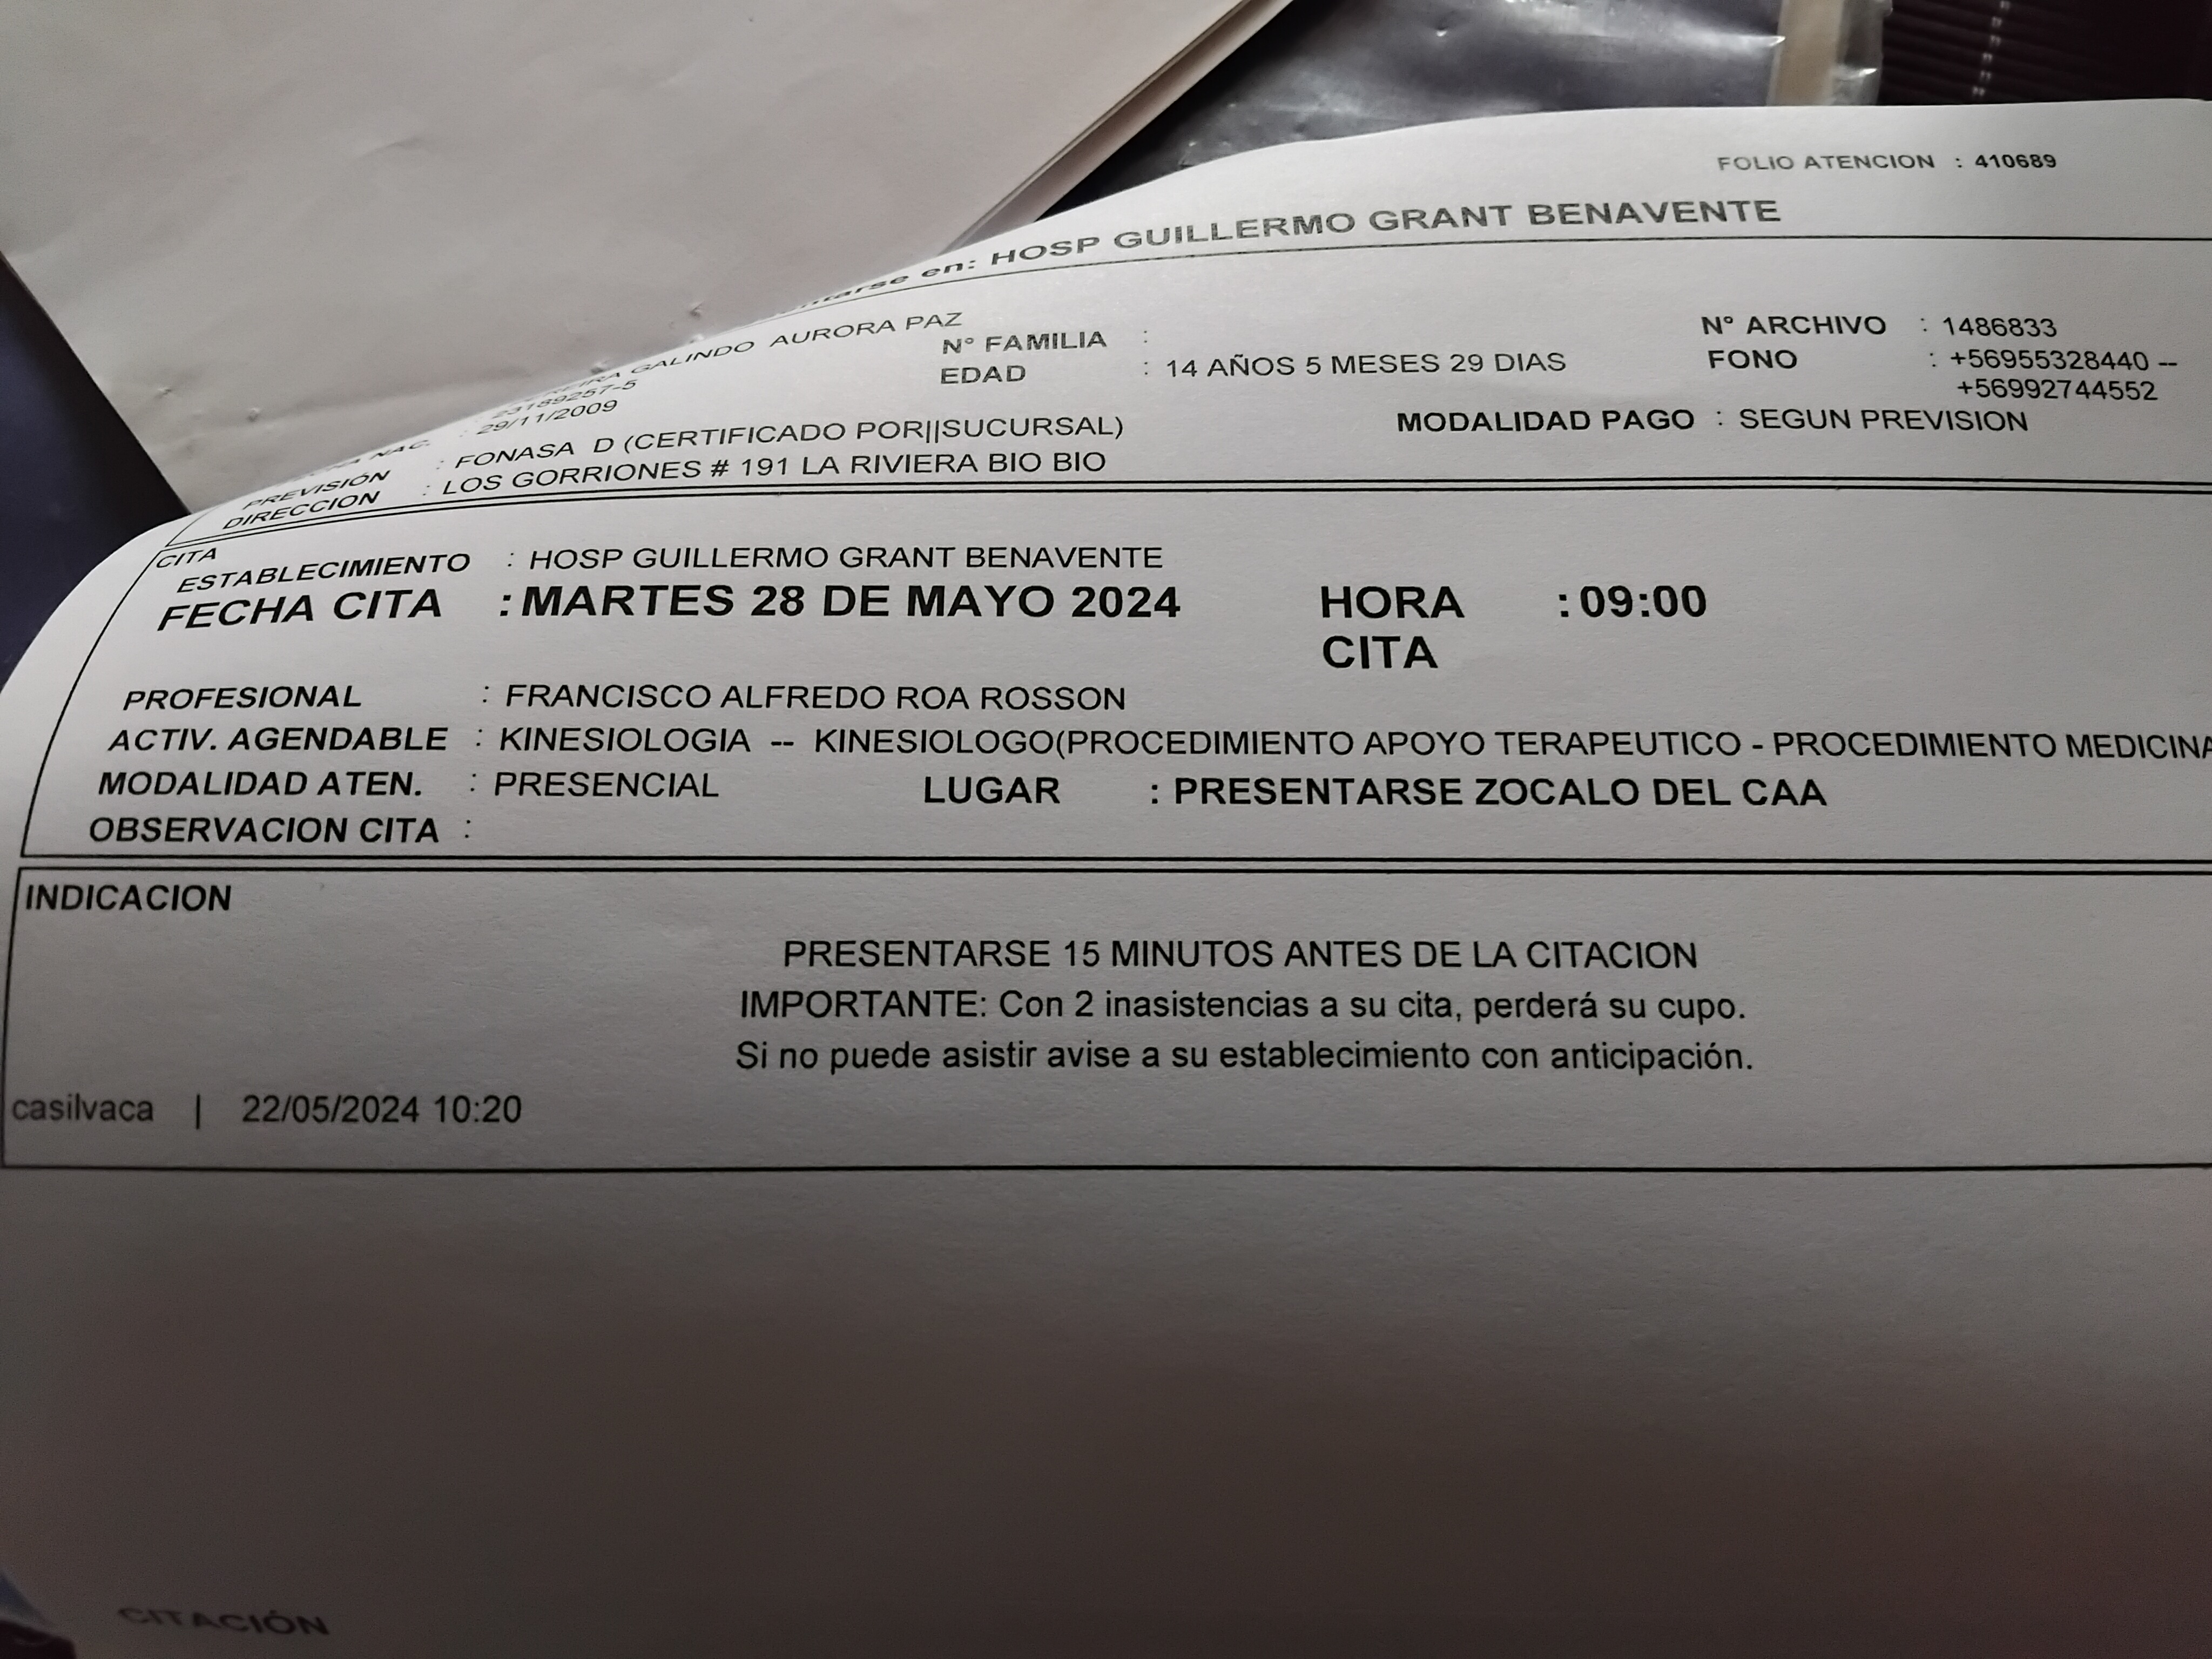 FOLIO ATENCION : 410689
en: HOSP GUILLERMO GRANT BENAVENTE
GALINDO AURORA PAZ
N° FAMILIA :
N° ARCHIVO : 1486833
23189257-5
EDAD : 14 AÑOS 5 MESES 29 DIAS
FONO : +56955328440 --
+56992744552
NAC. : 29/11/2009
PREVISIÓN : FONASA D (CERTIFICADO POR||SUCURSAL)
MODALIDAD PAGO : SEGUN PREVISION
DIRECCION : LOS GORRIONES # 191 LA RIVIERA BIO BIO
CITA
ESTABLECIMIENTO : HOSP GUILLERMO GRANT BENAVENTE
FECHA CITA : MARTES 28 DE MAYO 2024 HORA : 09:00
CITA
PROFESIONAL : FRANCISCO ALFREDO ROA ROSSON
ACTIV. AGENDABLE : KINESIOLOGIA -- KINESIOLOGO(PROCEDIMIENTO APOYO TERAPEUTICO - PROCEDIMIENTO MEDICINA
MODALIDAD ATEN. : PRESENCIAL LUGAR : PRESENTARSE ZOCALO DEL CAA
OBSERVACION CITA :
INDICACION
PRESENTARSE 15 MINUTOS ANTES DE LA CITACION
IMPORTANTE: Con 2 inasistencias a su cita, perderá su cupo.
Si no puede asistir avise a su establecimiento con anticipación.
casilvaca | 22/05/2024 10:20
CITACIÓN